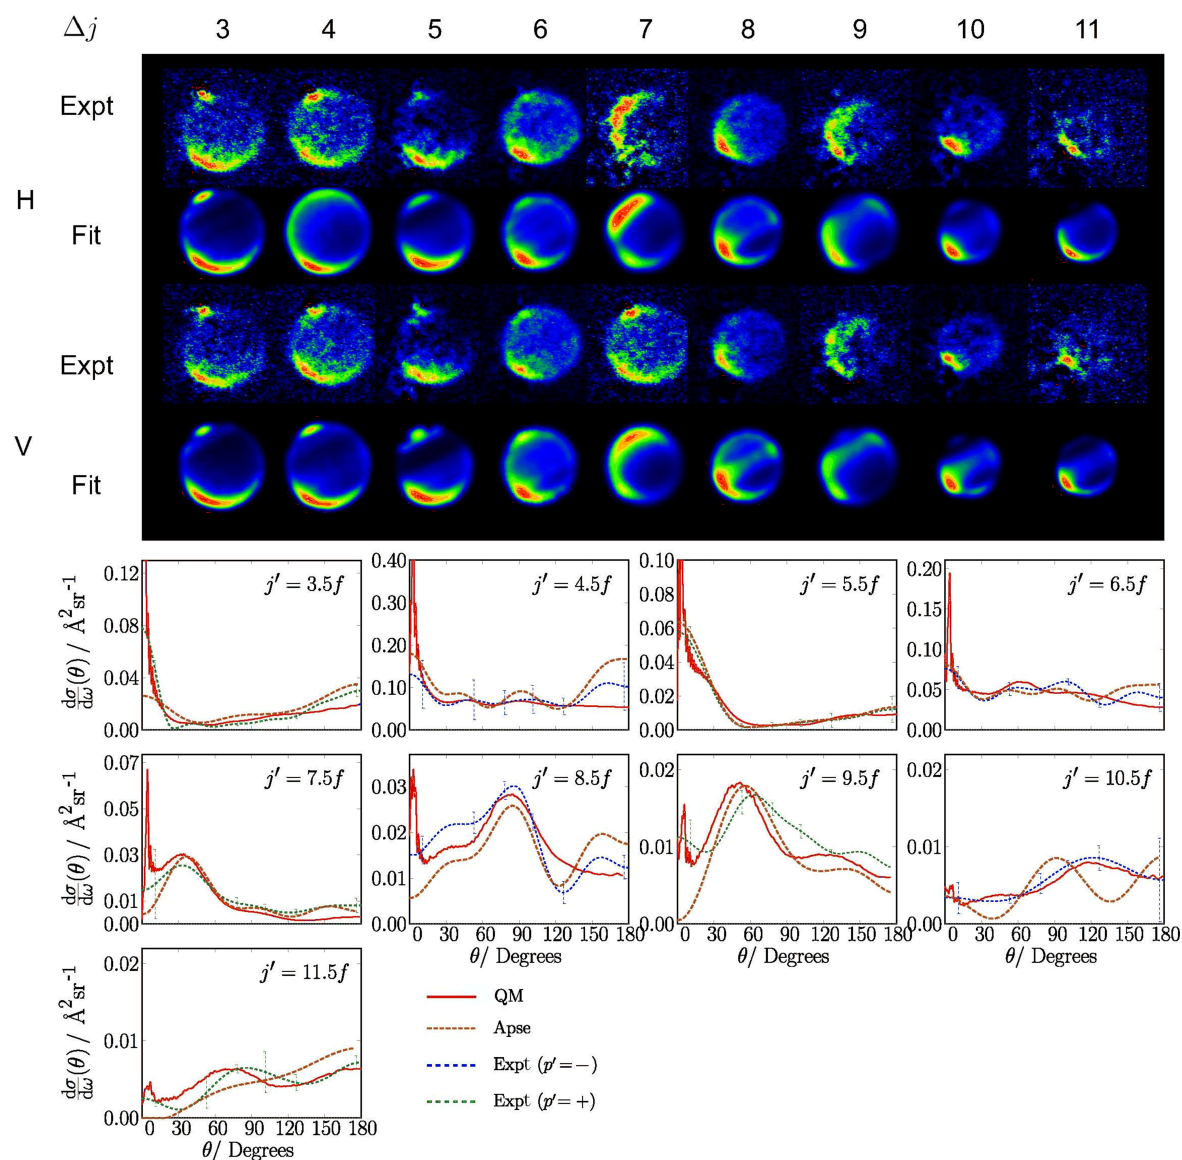 Δj 3 4 5 6 7 8 9 10 11
Expt
H
Fit
Expt
V
Fit
dσ/dω(θ) / Å²sr⁻¹
0.13
0.08
0.04
0.00
j′ = 3.5f
0.40
0.30
0.20
0.10
0.00
j′ = 4.5f
0.10
0.08
0.06
0.04
0.02
0.00
j′ = 5.5f
0.20
0.15
0.10
0.05
0.00
j′ = 6.5f
dσ/dω(θ) / Å²sr⁻¹
0.07
0.05
0.03
0.01
0.00
j′ = 7.5f
0.03
0.02
0.01
0.00
j′ = 8.5f
0 30 60 90 120 150 180
θ/ Degrees
0.02
0.01
0.00
j′ = 9.5f
0 30 60 90 120 150 180
θ/ Degrees
0.02
0.01
0.00
j′ = 10.5f
0 30 60 90 120 150 180
θ/ Degrees
dσ/dω(θ) / Å²sr⁻¹
0.02
0.01
0.00
j′ = 11.5f
0 30 60 90 120 150 180
θ/ Degrees
QM
Apse
Expt (p′=−)
Expt (p′=+)